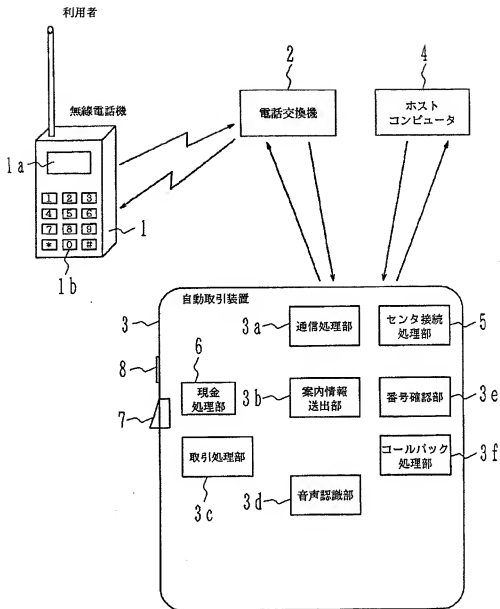 利用者
無線電話機
1a
1 2 3
4 5 6
7 8 9
* 0 #
1
1b
2
電話交換機
4
ホスト
コンピュータ
自動取引装置
3
8
7
6
現金
処理部
取引処理部
3c
3a
通信処理部
3b
案内情報
送出部
3d
音声認識部
センタ接続
処理部
5
番号確認部
3e
コールバック
処理部
3f